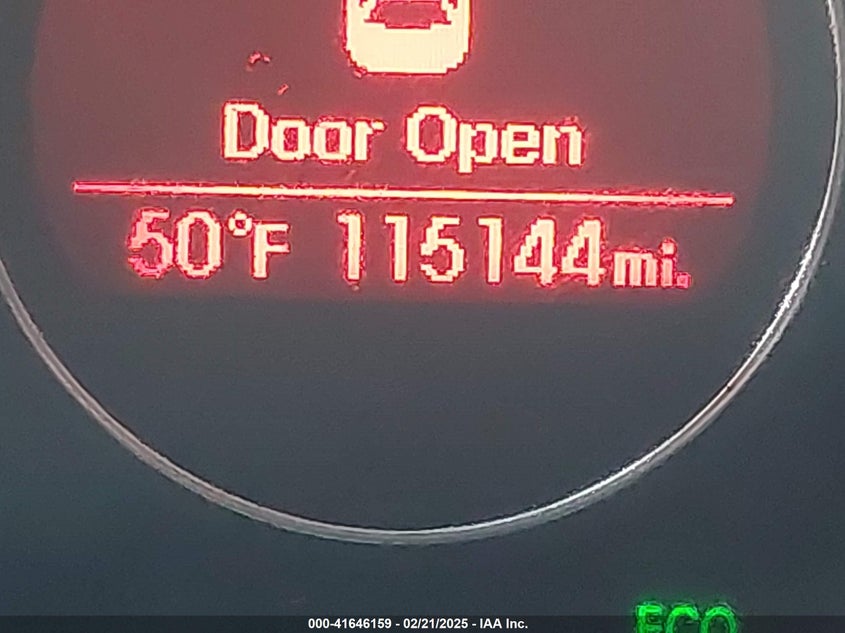 Door Open
50°F 115144mi.
ECO
000-41646159 - 02/21/2025 - IAA Inc.